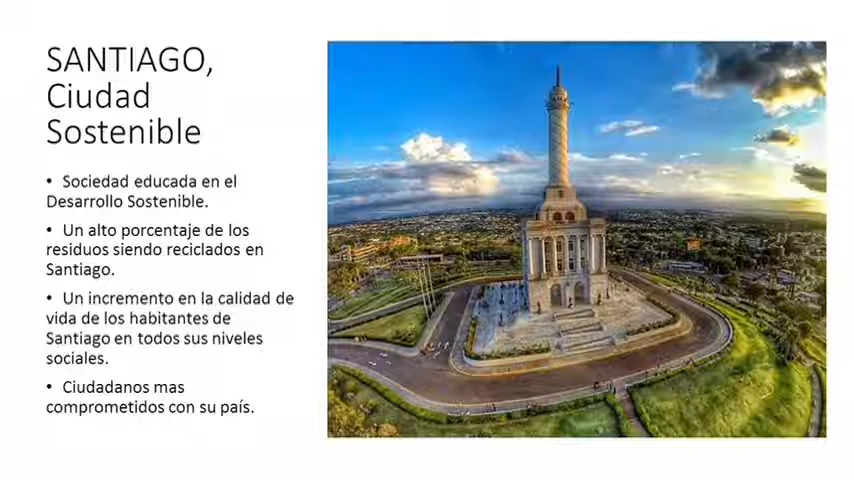 SANTIAGO,
Ciudad
Sostenible
• Sociedad educada en el
Desarrollo Sostenible.
• Un alto porcentaje de los
residuos siendo reciclados en
Santiago.
• Un incremento en la calidad de
vida de los habitantes de
Santiago en todos sus niveles
sociales.
• Ciudadanos mas
comprometidos con su país.